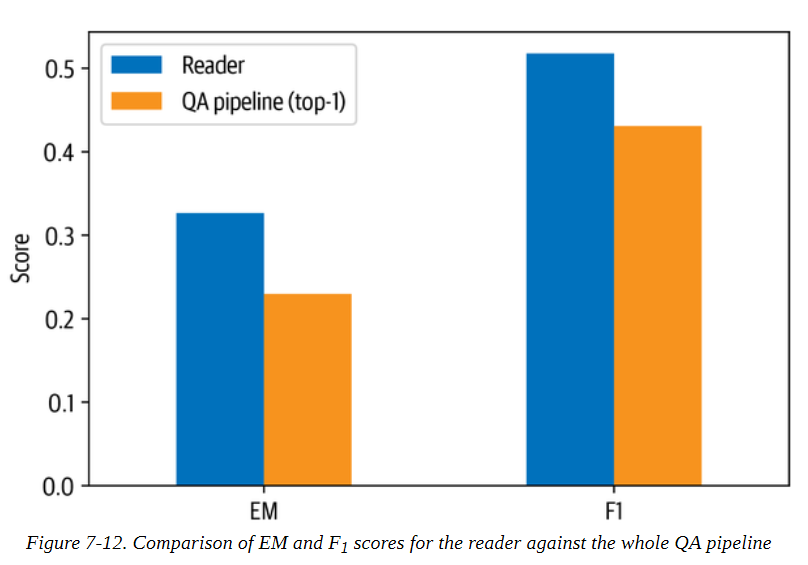 Reader
QA pipeline (top-1)
0.5
0.4
0.3
0.2
0.1
0.0
Score
EM F1
Figure 7-12. Comparison of EM and F1 scores for the reader against the whole QA pipeline